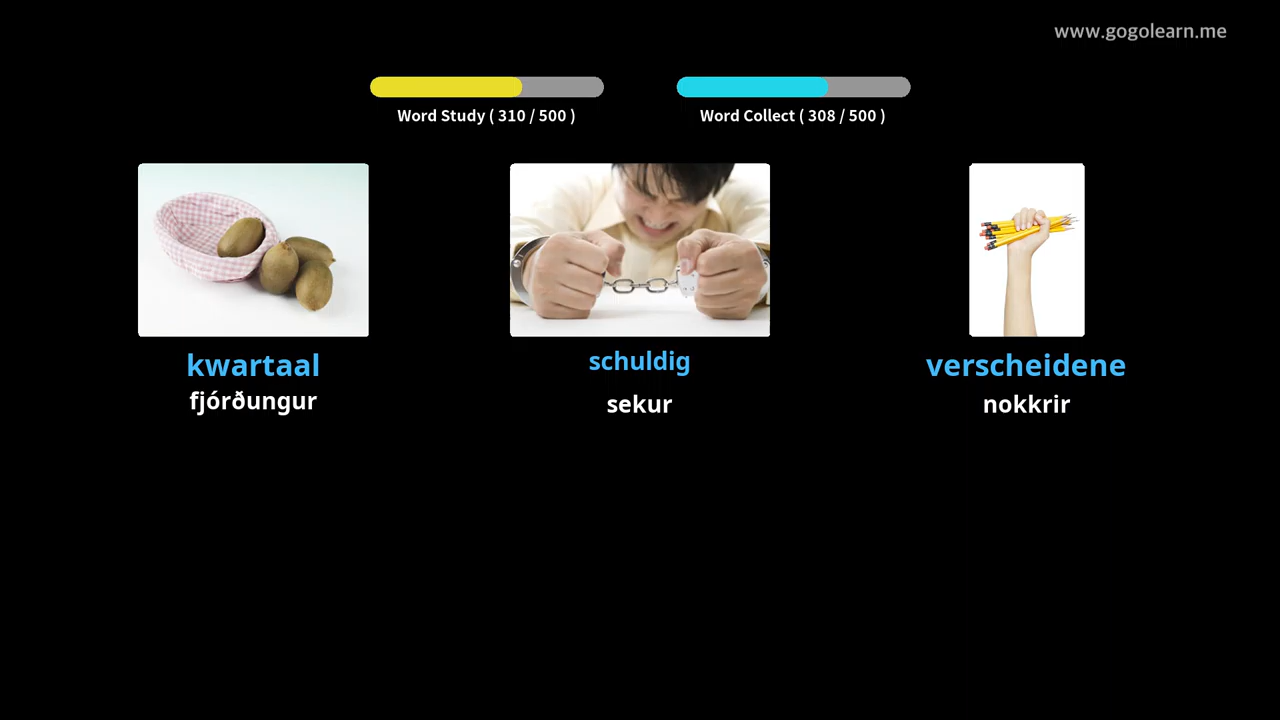 www.gogolearn.me
Word Study ( 310 / 500 )
Word Collect ( 308 / 500 )
kwartaal
fjórðungur
schuldig
sekur
verscheidene
nokkrir